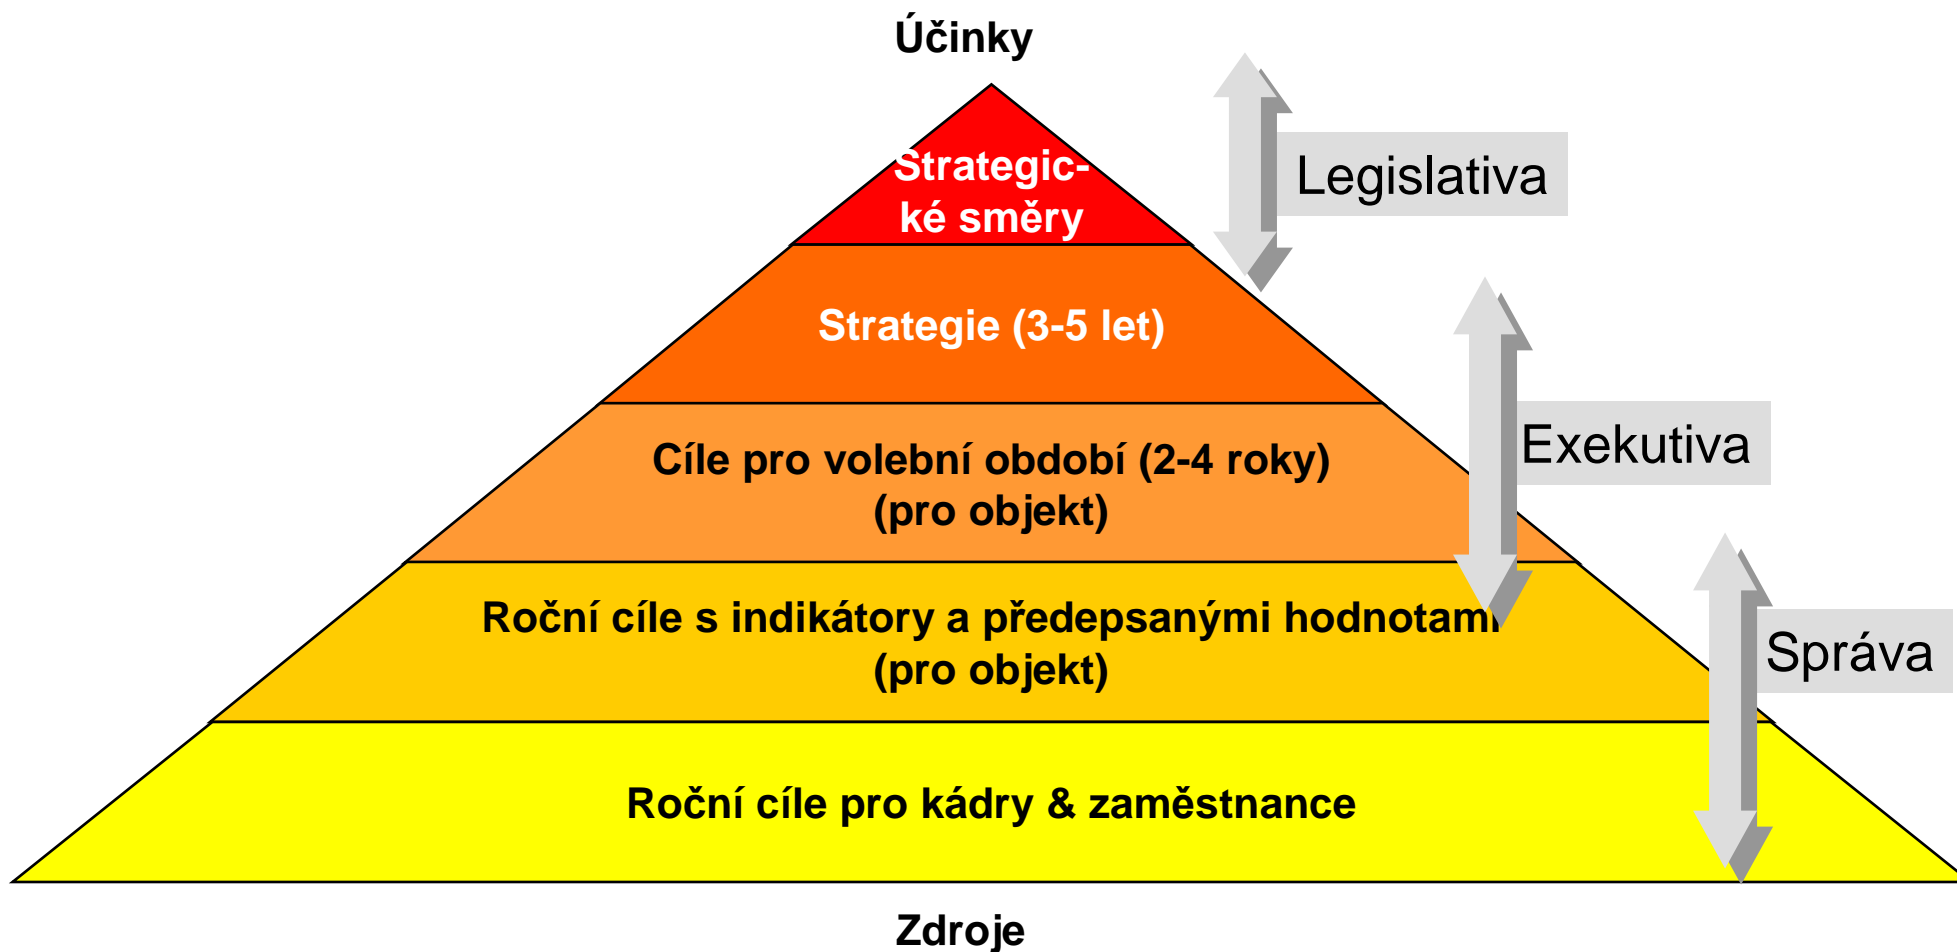 Účinky
Strategic-
ké směry
Legislativa
Strategie (3-5 let)
Cíle pro volební období (2-4 roky)
(pro objekt)
Exekutiva
Roční cíle s indikátory a předepsanými hodnotami
(pro objekt)
Správa
Roční cíle pro kádry & zaměstnance
Zdroje